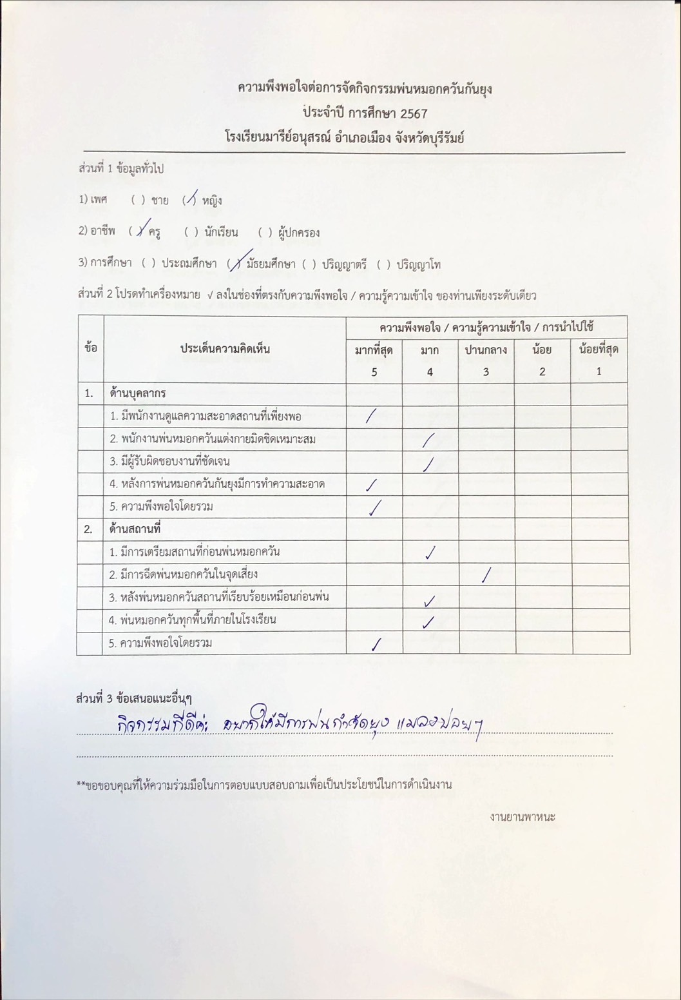 ความพึงพอใจต่อการจัดกิจกรรมพ่นหมอกควันกันยุง
ประจำปี การศึกษา 2567
โรงเรียนมารีย์อนุสรณ์ อำเภอเมือง จังหวัดบุรีรัมย์
ส่วนที่ 1 ข้อมูลทั่วไป
1) เพศ ( ) ชาย (/) หญิง
2) อาชีพ (/) ครู ( ) นักเรียน ( ) ผู้ปกครอง
3) การศึกษา ( ) ประถมศึกษา (/) มัธยมศึกษา ( ) ปริญญาตรี ( ) ปริญญาโท
ส่วนที่ 2 โปรดทำเครื่องหมาย √ ลงในช่องที่ตรงกับความพึงพอใจ / ความรู้ความเข้าใจ ของท่านเพียงระดับเดียว
ข้อ ประเด็นความคิดเห็น ความพึงพอใจ / ความรู้ความเข้าใจ / การนำไปใช้
มากที่สุด มาก ปานกลาง น้อย น้อยที่สุด
5 4 3 2 1
1. ด้านบุคลากร
1. มีพนักงานดูแลความสะอาดสถานที่เพี่ยงพอ /
2. พนักงานพ่นหมอกควันแต่งกายมิดชิดเหมาะสม /
3. มีผู้รับผิดชอบงานที่ชัดเจน /
4. หลังการพ่นหมอกควันกันยุงมีการทำความสะอาด /
5. ความพึงพอใจโดยรวม /
2. ด้านสถานที่
1. มีการเตรียมสถานที่ก่อนพ่นหมอกควัน /
2. มีการฉีดพ่นหมอกควันในจุดเสี่ยง /
3. หลังพ่นหมอกควันสถานที่เรียบร้อยเหมือนก่อนพ่น /
4. พ่นหมอกควันทุกพื้นที่ภายในโรงเรียน /
5. ความพึงพอใจโดยรวม /
ส่วนที่ 3 ข้อเสนอแนะอื่นๆ
กิจกรรมที่ดีค่ะ อยากให้มีการพ่นกำจัดยุง แมลงบ่อยๆ
**ขอขอบคุณที่ให้ความร่วมมือในการตอบแบบสอบถามเพื่อเป็นประโยชน์ในการดำเนินงาน
งานยานพาหนะ